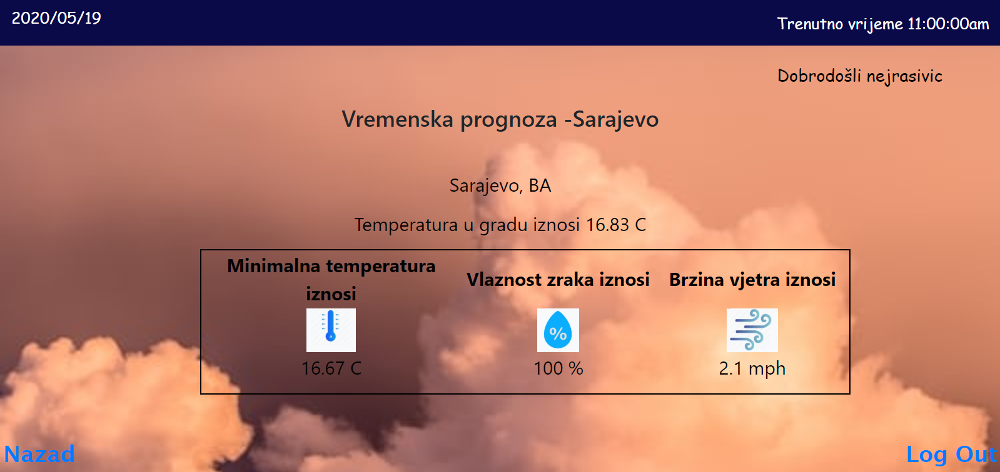 2020/05/19
Trenutno vrijeme 11:00:00am
Dobrodošli nejrasivic
Vremenska prognoza -Sarajevo
Sarajevo, BA
Temperatura u gradu iznosi 16.83 C
Minimalna temperatura
iznosi
Vlaznost zraka iznosi
Brzina vjetra iznosi
%
16.67 C
100 %
2.1 mph
Nazad
Log Out